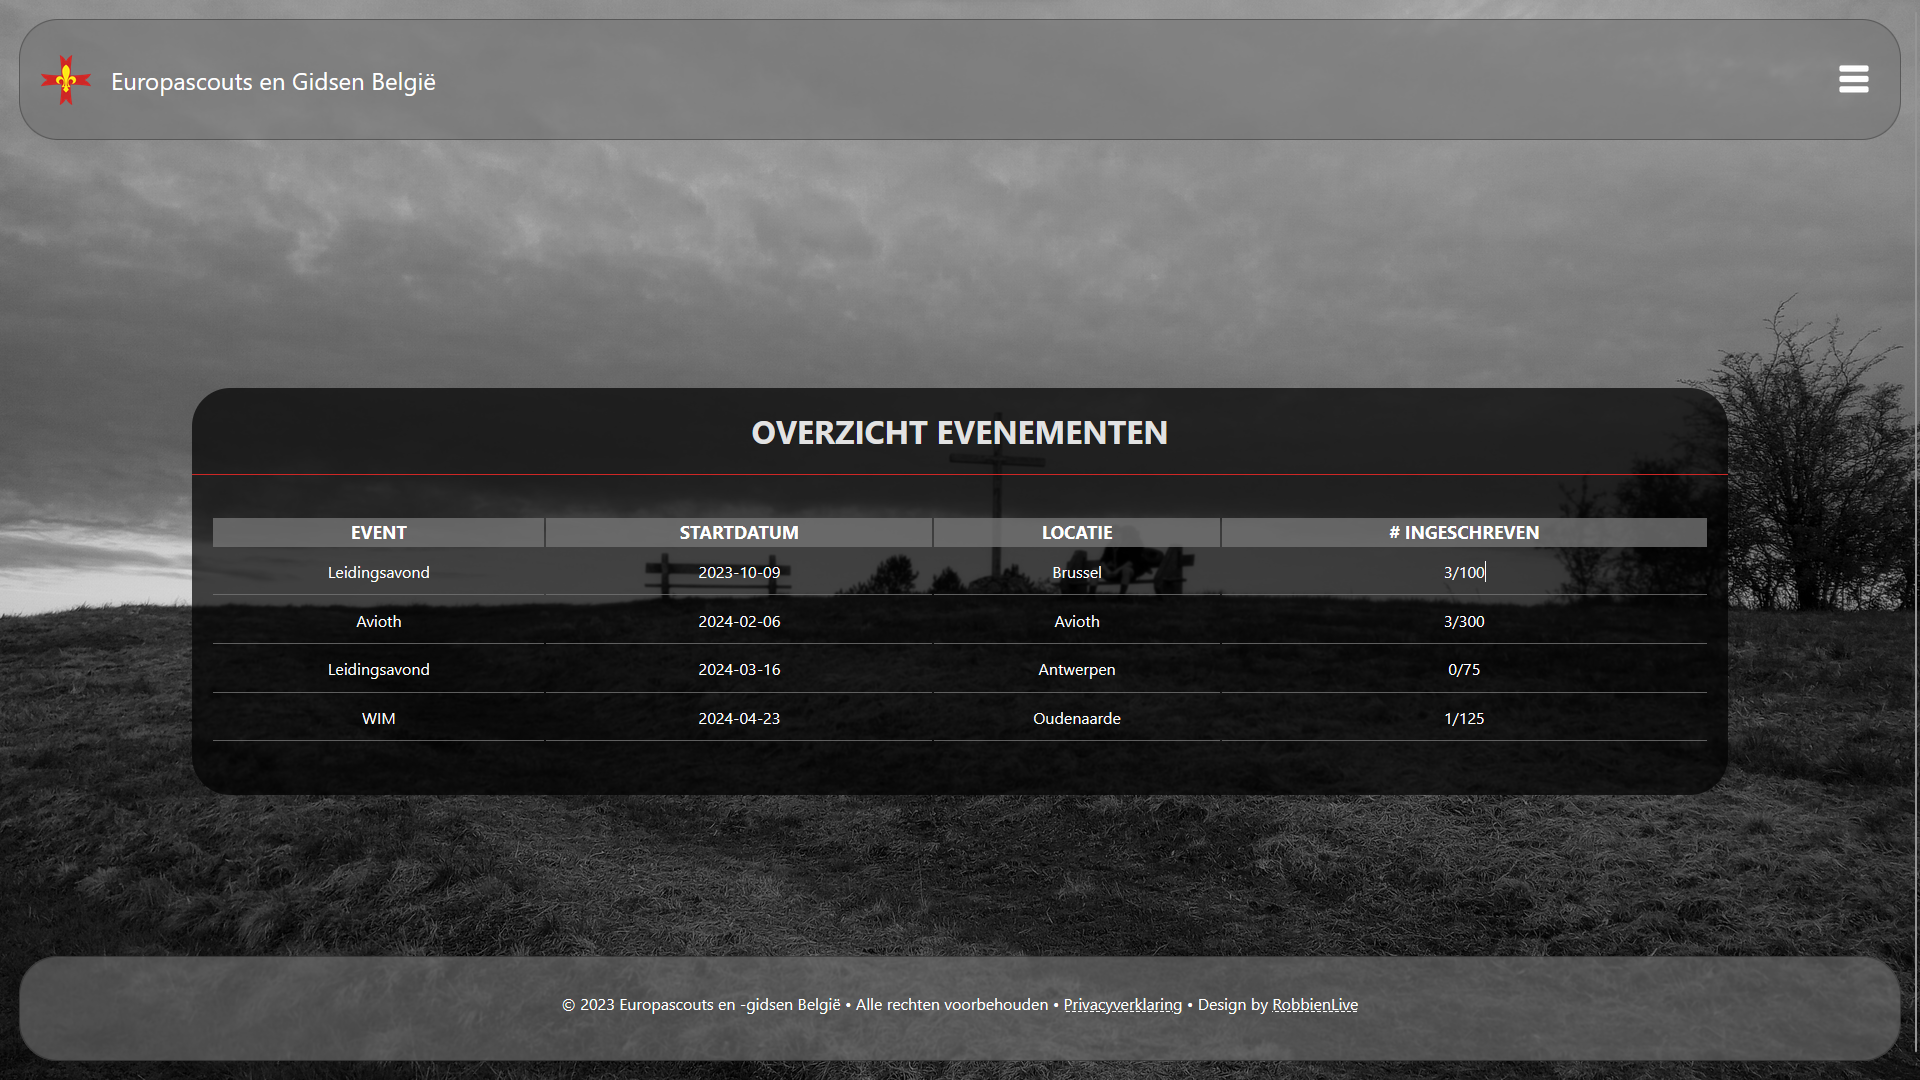 Europascouts en Gidsen België
OVERZICHT EVENEMENTEN
EVENT STARTDATUM LOCATIE # INGESCHREVEN
Leidingsavond 2023-10-09 Brussel 3/100
Avioth 2024-02-06 Avioth 3/300
Leidingsavond 2024-03-16 Antwerpen 0/75
WIM 2024-04-23 Oudenaarde 1/125
© 2023 Europascouts en -gidsen België • Alle rechten voorbehouden • Privacyverklaring • Design by RobbienLive